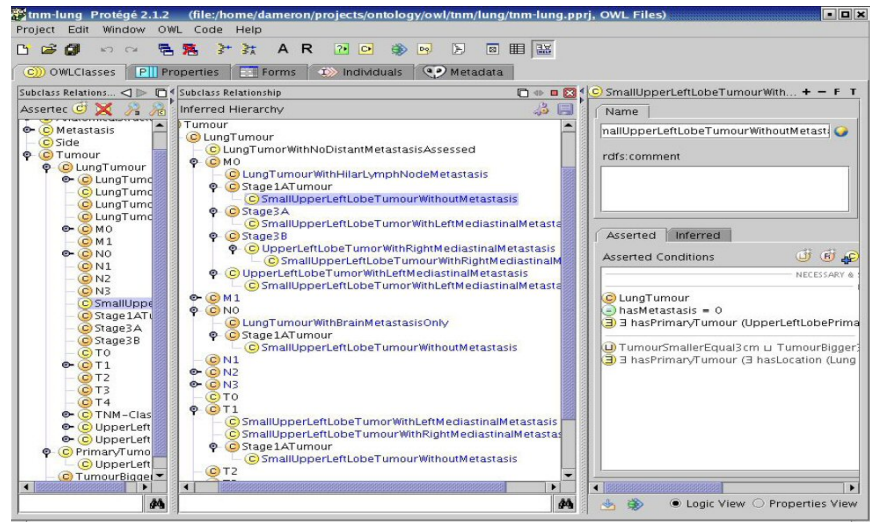 tnm-lung Protégé 2.1.2 (file:/home/dameron/projects/ontology/owl/tnm/lung/tnm-lung.pprj, OWL Files)
Project Edit Window OWL Code Help
OWLClasses Properties Forms Individuals Metadata
Subclass Relations...
Assertec
Metastasis
Side
Tumour
LungTumour
LungTumo
LungTumo
LungTumo
LungTumo
M0
M1
N0
N1
N2
N3
SmallUppe
Stage1ATu
Stage3A
Stage3B
T0
T1
T2
T3
T4
TNM-Clas
UpperLeft
UpperLeft
PrimaryTumo
UpperLeft
TumourBigge
Subclass Relationship
Inferred Hierarchy
Tumour
LungTumour
LungTumorWithNoDistantMetastasisAssessed
M0
LungTumourWithHilarLymphNodeMetastasis
Stage1ATumour
SmallUpperLeftLobeTumourWithoutMetastasis
Stage3A
SmallUpperLeftLobeTumorWithLeftMediastinalMetasta
Stage3B
UpperLeftLobeTumorWithRightMediastinalMetastasis
SmallUpperLeftLobeTumourWithRightMediastinalM
UpperLeftLobeTumorWithLeftMediastinalMetastasis
SmallUpperLeftLobeTumorWithLeftMediastinalMetasta
M1
N0
LungTumourWithBrainMetastasisOnly
Stage1ATumour
SmallUpperLeftLobeTumourWithoutMetastasis
N1
N2
N3
T0
T1
SmallUpperLeftLobeTumorWithLeftMediastinalMetastasis
SmallUpperLeftLobeTumourWithRightMediastinalMetastas
Stage1ATumour
SmallUpperLeftLobeTumourWithoutMetastasis
T2
SmallUpperLeftLobeTumourWith... + − F T
Name
nallUpperLeftLobeTumourWithoutMetast
rdfs:comment
Asserted Inferred
Asserted Conditions
NECESSARY &
LungTumour
hasMetastasis = 0
∃ hasPrimaryTumour (UpperLeftLobePrima
TumourSmallerEqual3cm ⊔ TumourBigger3
∃ hasPrimaryTumour (∃ hasLocation (Lung
Logic View Properties View